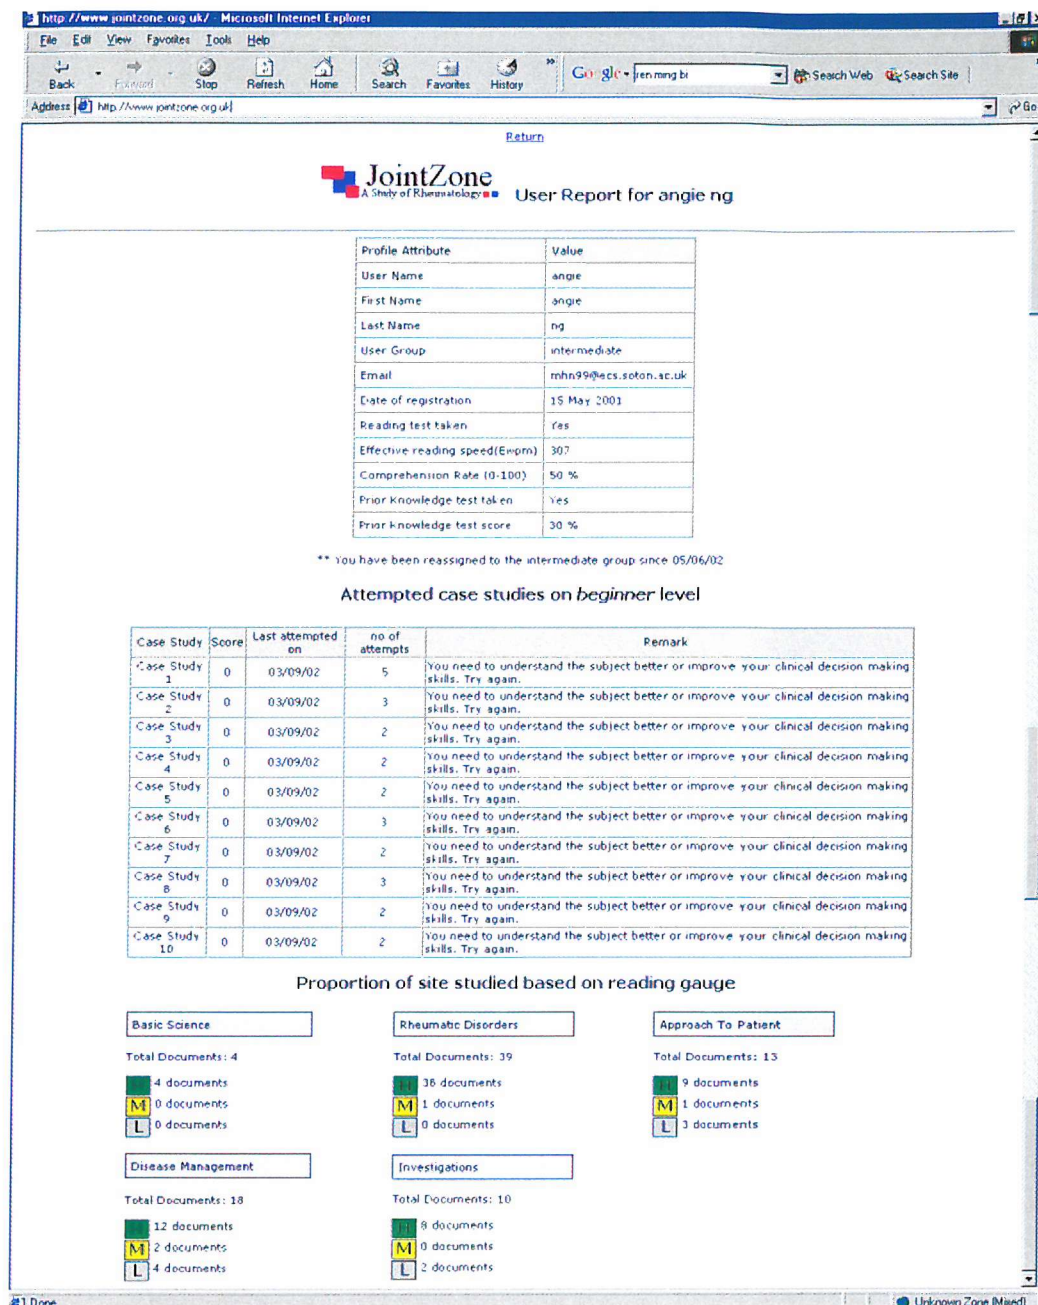 http://www.jointzone.org.uk/ - Microsoft Internet Explorer
File Edit View Favorites Tools Help
Back Forward Stop Refresh Home Search Favorites History » Google ren ming bi Search Web Search Site
Address http://www.jointzone.org.uk/ Go
Return
JointZone
A Study of Rheumatology
User Report for angie ng
Profile Attribute Value
User Name angie
First Name angie
Last Name ng
User Group intermediate
Email mhn99@ecs.soton.ac.uk
Date of registration 15 May 2001
Reading test taken Yes
Effective reading speed(Ewpm) 307
Comprehension Rate (0-100) 50 %
Prior Knowledge test taken Yes
Prior Knowledge test score 30 %
** You have been reassigned to the intermediate group since 05/06/02
Attempted case studies on beginner level
Case Study Score Last attempted on no of attempts Remark
Case Study 1 0 03/09/02 5 You need to understand the subject better or improve your clinical decision making skills. Try again.
Case Study 2 0 03/09/02 3 You need to understand the subject better or improve your clinical decision making skills. Try again.
Case Study 3 0 03/09/02 2 You need to understand the subject better or improve your clinical decision making skills. Try again.
Case Study 4 0 03/09/02 2 You need to understand the subject better or improve your clinical decision making skills. Try again.
Case Study 5 0 03/09/02 2 You need to understand the subject better or improve your clinical decision making skills. Try again.
Case Study 6 0 03/09/02 3 You need to understand the subject better or improve your clinical decision making skills. Try again.
Case Study 7 0 03/09/02 2 You need to understand the subject better or improve your clinical decision making skills. Try again.
Case Study 8 0 03/09/02 3 You need to understand the subject better or improve your clinical decision making skills. Try again.
Case Study 9 0 03/09/02 2 You need to understand the subject better or improve your clinical decision making skills. Try again.
Case Study 10 0 03/09/02 2 You need to understand the subject better or improve your clinical decision making skills. Try again.
Proportion of site studied based on reading gauge
Basic Science Rheumatic Disorders Approach To Patient
Total Documents: 4 Total Documents: 39 Total Documents: 13
H 4 documents H 38 documents H 9 documents
M 0 documents M 1 documents M 1 documents
L 0 documents L 0 documents L 3 documents
Disease Management Investigations
Total Documents: 18 Total Documents: 10
H 12 documents H 8 documents
M 2 documents M 0 documents
L 4 documents L 2 documents
Done Unknown Zone (Mixed)